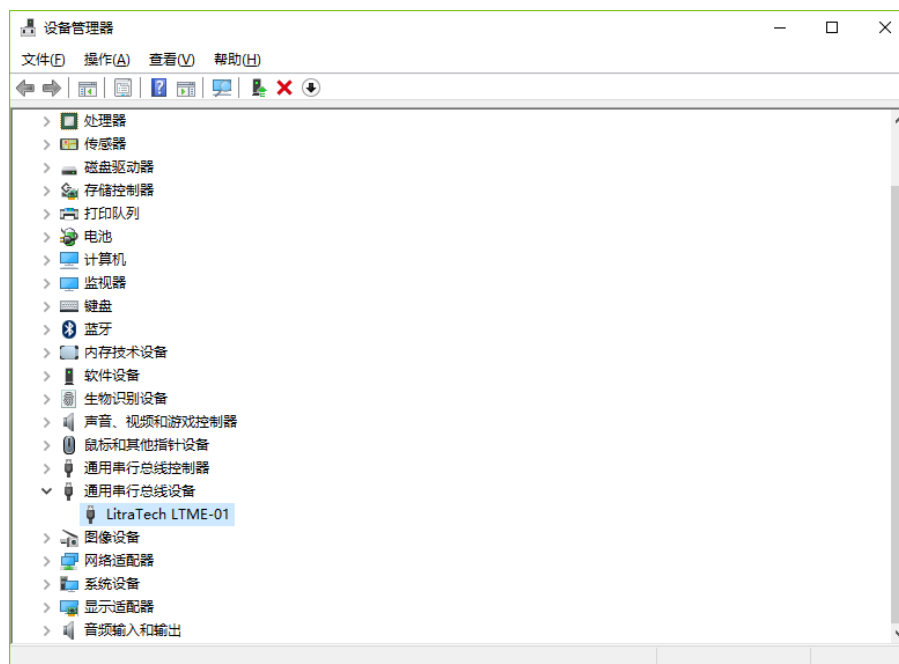 设备管理器
文件(F) 操作(A) 查看(V) 帮助(H)
处理器
传感器
磁盘驱动器
存储控制器
打印队列
电池
计算机
监视器
键盘
蓝牙
内存技术设备
软件设备
生物识别设备
声音、视频和游戏控制器
鼠标和其他指针设备
通用串行总线控制器
通用串行总线设备
LitraTech LTME-01
图像设备
网络适配器
系统设备
显示适配器
音频输入和输出